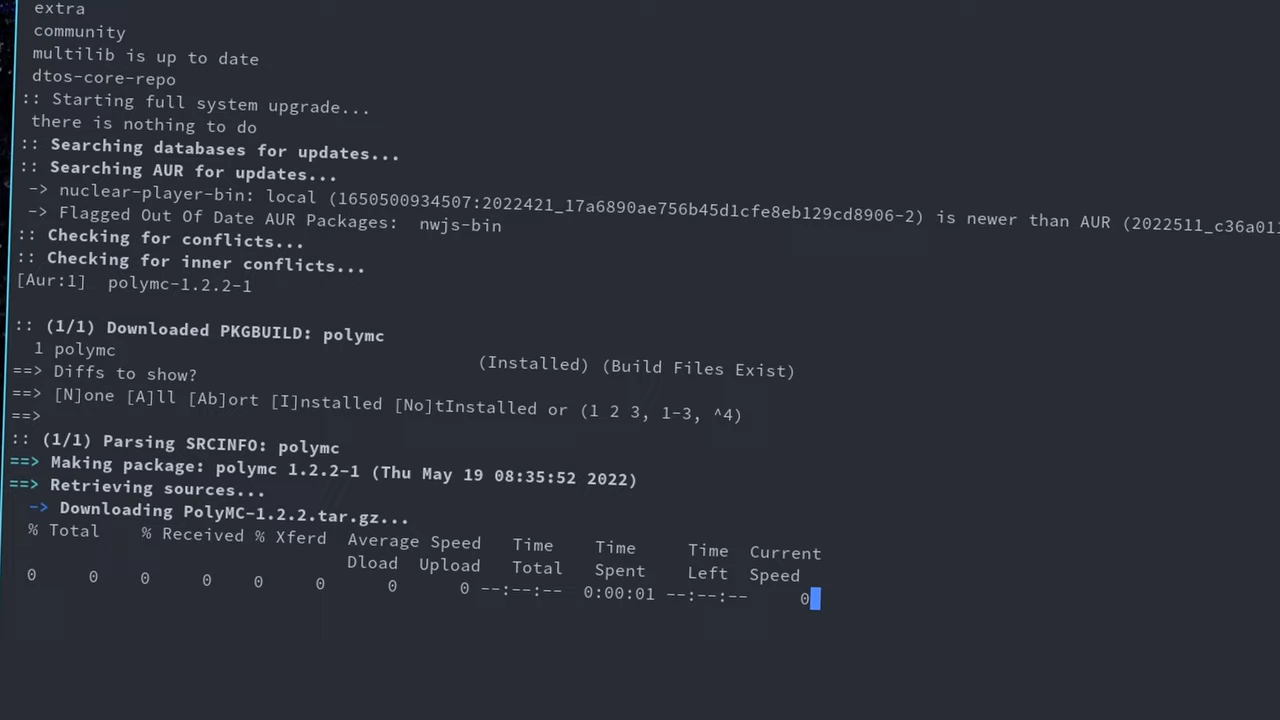 extra
community
multilib is up to date
dtos-core-repo
:: Starting full system upgrade...
there is nothing to do
:: Searching databases for updates...
:: Searching AUR for updates...
-> nuclear-player-bin: local (1650500934507:2022421_17a6890ae756b45d1cfe8eb129cd8906-2) is newer than AUR (2022511_c36a011
-> Flagged Out Of Date AUR Packages:  nwjs-bin
:: Checking for conflicts...
:: Checking for inner conflicts...
[Aur:1]  polymc-1.2.2-1
:: (1/1) Downloaded PKGBUILD: polymc
1 polymc (Installed) (Build Files Exist)
==> Diffs to show?
==> [N]one [A]ll [Ab]ort [I]nstalled [No]tInstalled or (1 2 3, 1-3, ^4)
==>
:: (1/1) Parsing SRCINFO: polymc
==> Making package: polymc 1.2.2-1 (Thu May 19 08:35:52 2022)
==> Retrieving sources...
-> Downloading PolyMC-1.2.2.tar.gz...
% Total % Received % Xferd Average Speed Time Time Time Current
Dload Upload Total Spent Left Speed
0 0 0 0 0 0 0 0 --:--:-- 0:00:01 --:--:-- 0